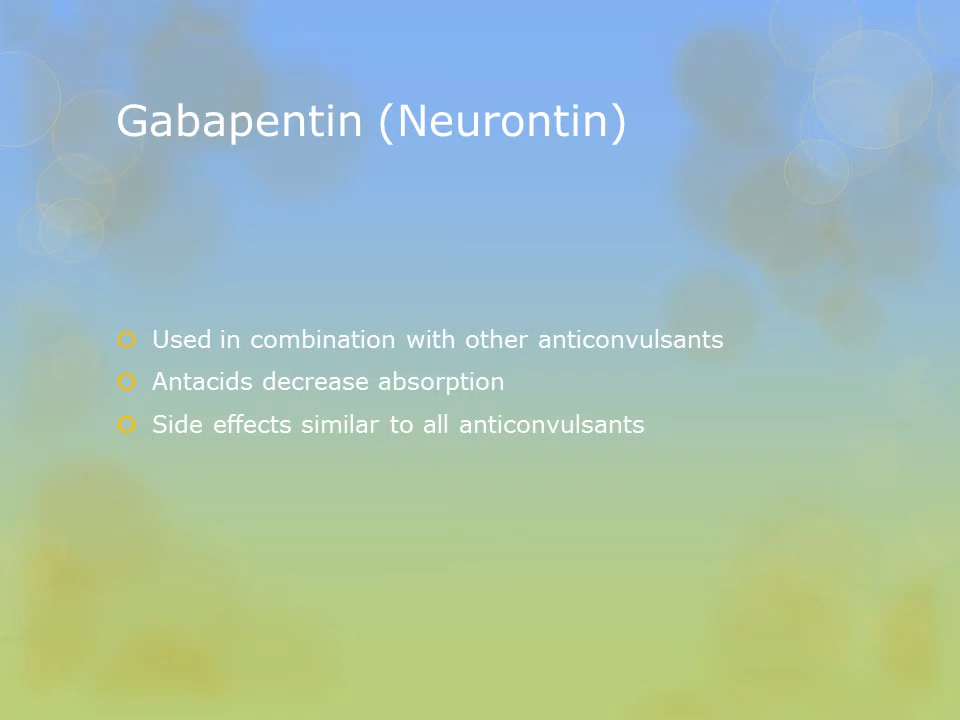 Gabapentin (Neurontin)
Used in combination with other anticonvulsants
Antacids decrease absorption
Side effects similar to all anticonvulsants